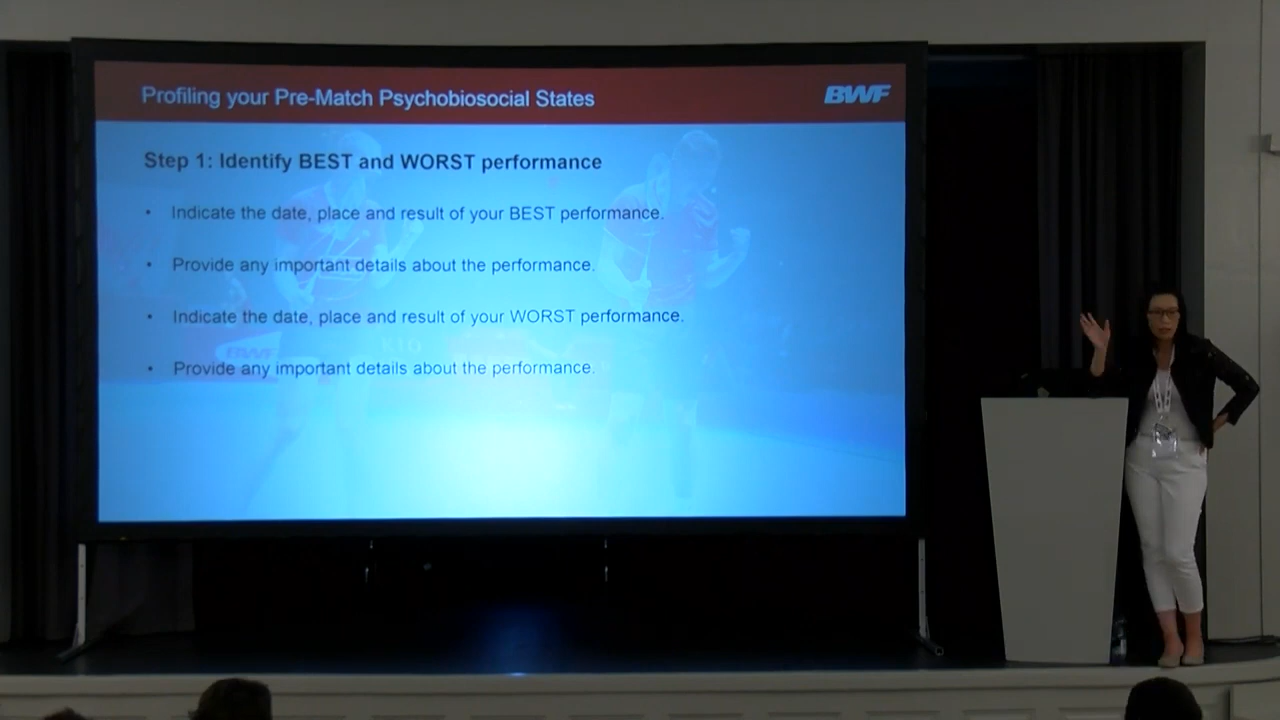 Profiling your Pre-Match Psychobiosocial States
BWF
Step 1: Identify BEST and WORST performance
• Indicate the date, place and result of your BEST performance.
• Provide any important details about the performance.
• Indicate the date, place and result of your WORST performance.
• Provide any important details about the performance.
BWF